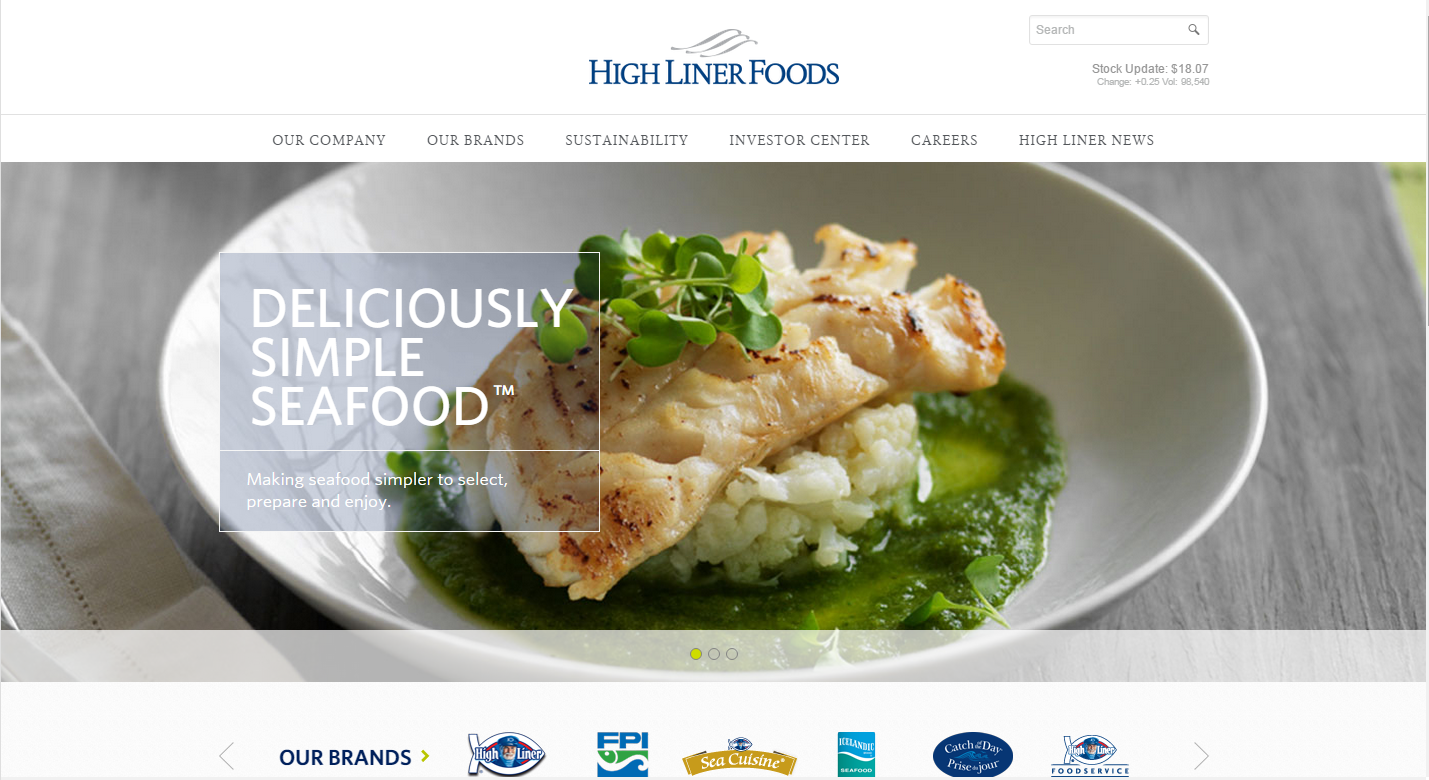 HIGH LINER FOODS
Search
Stock Update: $18.07
Change: +0.25 Vol: 98,540
OUR COMPANY OUR BRANDS SUSTAINABILITY INVESTOR CENTER CAREERS HIGH LINER NEWS
DELICIOUSLY
SIMPLE
SEAFOOD™
Making seafood simpler to select,
prepare and enjoy.
OUR BRANDS
High Liner
FPI
Sea Cuisine®
ICELANDIC
SEAFOOD
Catch of the Day
Prise du jour
High Liner
FOODSERVICE